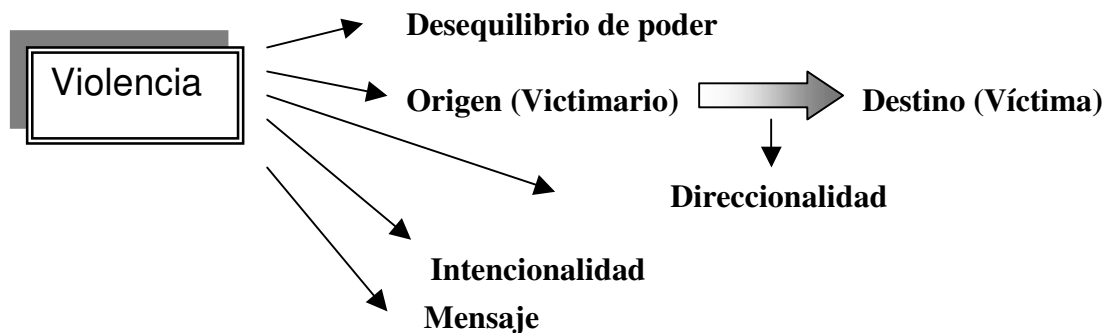 Desequilibrio de poder
Violencia
Origen (Victimario) Destino (Víctima)
Direccionalidad
Intencionalidad
Mensaje